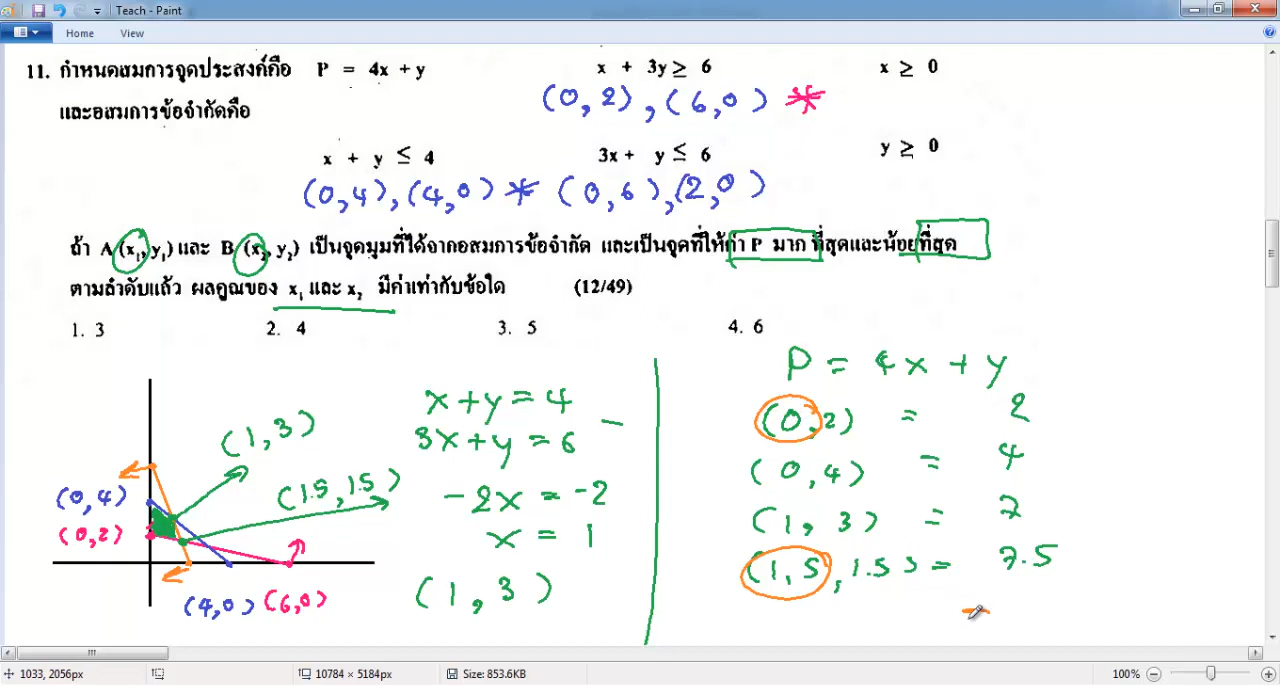 Teach - Paint
Home View
11. กำหนดสมการจุดประสงค์คือ P = 4x + y x + 3y ≥ 6 x ≥ 0
(0, 2), (6, 0) *
และอสมการข้อจำกัดคือ
x + y ≤ 4 3x + y ≤ 6 y ≥ 0
(0, 4), (4, 0) * (0, 6), (2, 0)
ถ้า A (x₁, y₁) และ B (x₂, y₂) เป็นจุดมุมที่ได้จากอสมการข้อจำกัด และเป็นจุดที่ให้ค่า P มากที่สุดและน้อยที่สุด
ตามลำดับแล้ว ผลคูณของ x₁ และ x₂ มีค่าเท่ากับข้อใด (12/49)
1. 3 2. 4 3. 5 4. 6
P = 4x + y
(0, 2) = 2
(0, 4) = 4
(1, 3) = 7
(1.5, 1.5) = 7.5
x + y = 4
3x + y = 6 −
-2x = -2
x = 1
(1, 3)
(1, 3)
(1.5, 1.5)
(0, 4)
(0, 2)
(4, 0) (6, 0)
1033, 2056px 10784 × 5184px Size: 853.6KB 100%